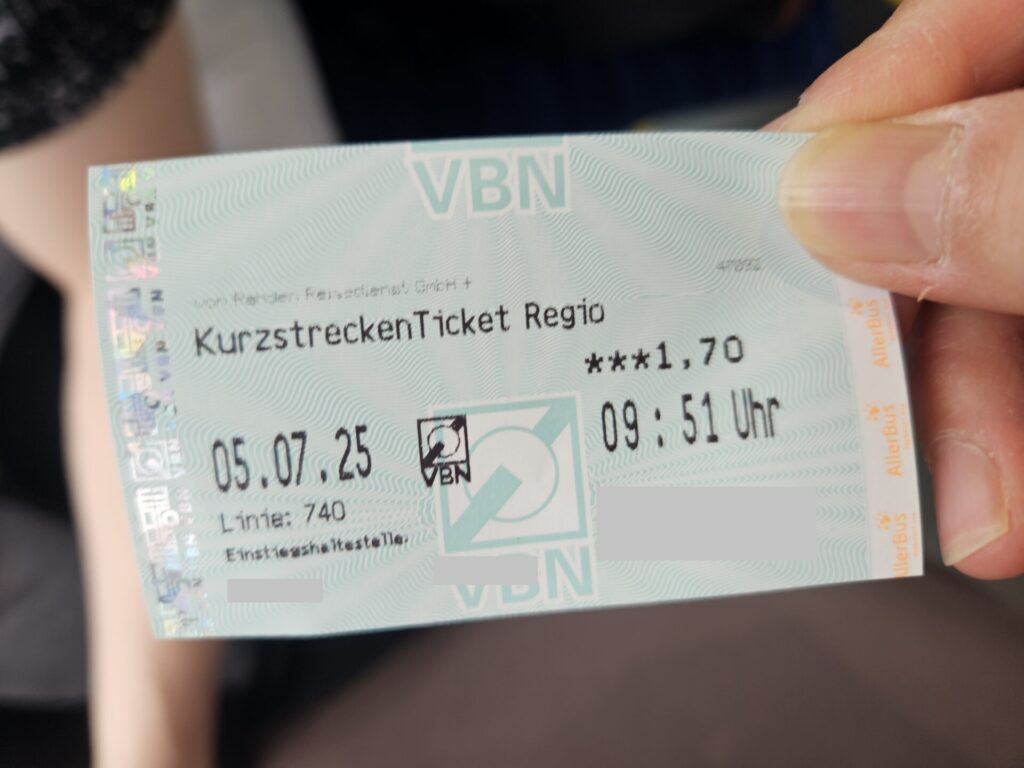 VBN
47092
von Rahden Reisedienst GmbH +
KurzstreckenTicket Regio
***1,70
05.07.25
VBN
09:51 Uhr
Linie: 740
Einstiegshaltestelle:
VBN
AllerBus
AllerBus
AllerBus